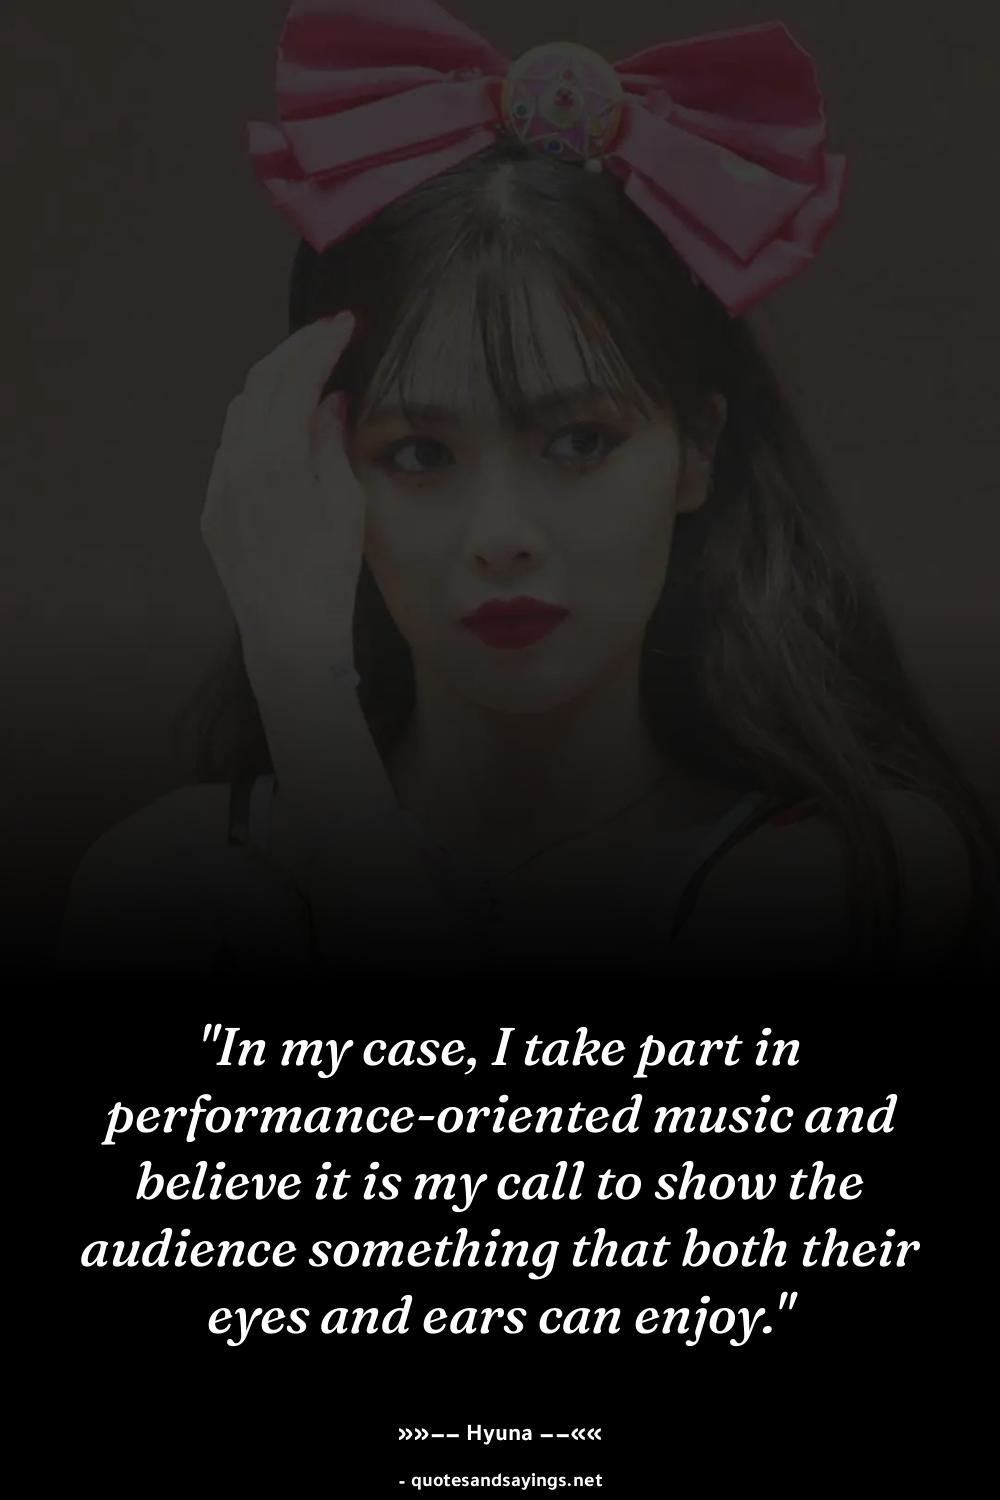 "In my case, I take part in
performance-oriented music and
believe it is my call to show the
audience something that both their
eyes and ears can enjoy."
»»−− Hyuna −−««
- quotesandsayings.net